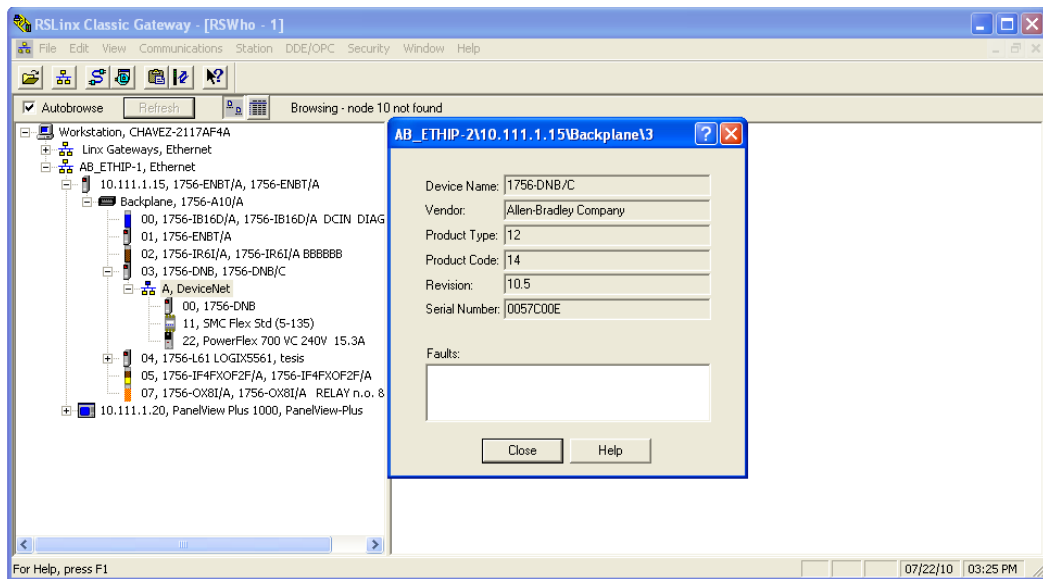 RSLinx Classic Gateway - [RSWho - 1]
File Edit View Communications Station DDE/OPC Security Window Help
Autobrowse Refresh Browsing - node 10 not found
Workstation, CHAVEZ-2117AF4A
Linx Gateways, Ethernet
AB_ETHIP-1, Ethernet
10.111.1.15, 1756-ENBT/A, 1756-ENBT/A
Backplane, 1756-A10/A
00, 1756-IB16D/A, 1756-IB16D/A DCIN DIAG
01, 1756-ENBT/A
02, 1756-IR6I/A, 1756-IR6I/A BBBBBB
03, 1756-DNB, 1756-DNB/C
A, DeviceNet
00, 1756-DNB
11, SMC Flex Std (5-135)
22, PowerFlex 700 VC 240V 15.3A
04, 1756-L61 LOGIX5561, tesis
05, 1756-IF4FXOF2F/A, 1756-IF4FXOF2F/A
07, 1756-OX8I/A, 1756-OX8I/A RELAY n.o. 8
10.111.1.20, PanelView Plus 1000, PanelView-Plus
AB_ETHIP-2\10.111.1.15\Backplane\3
Device Name: 1756-DNB/C
Vendor: Allen-Bradley Company
Product Type: 12
Product Code: 14
Revision: 10.5
Serial Number: 0057C00E
Faults:
Close Help
For Help, press F1 07/22/10 03:25 PM